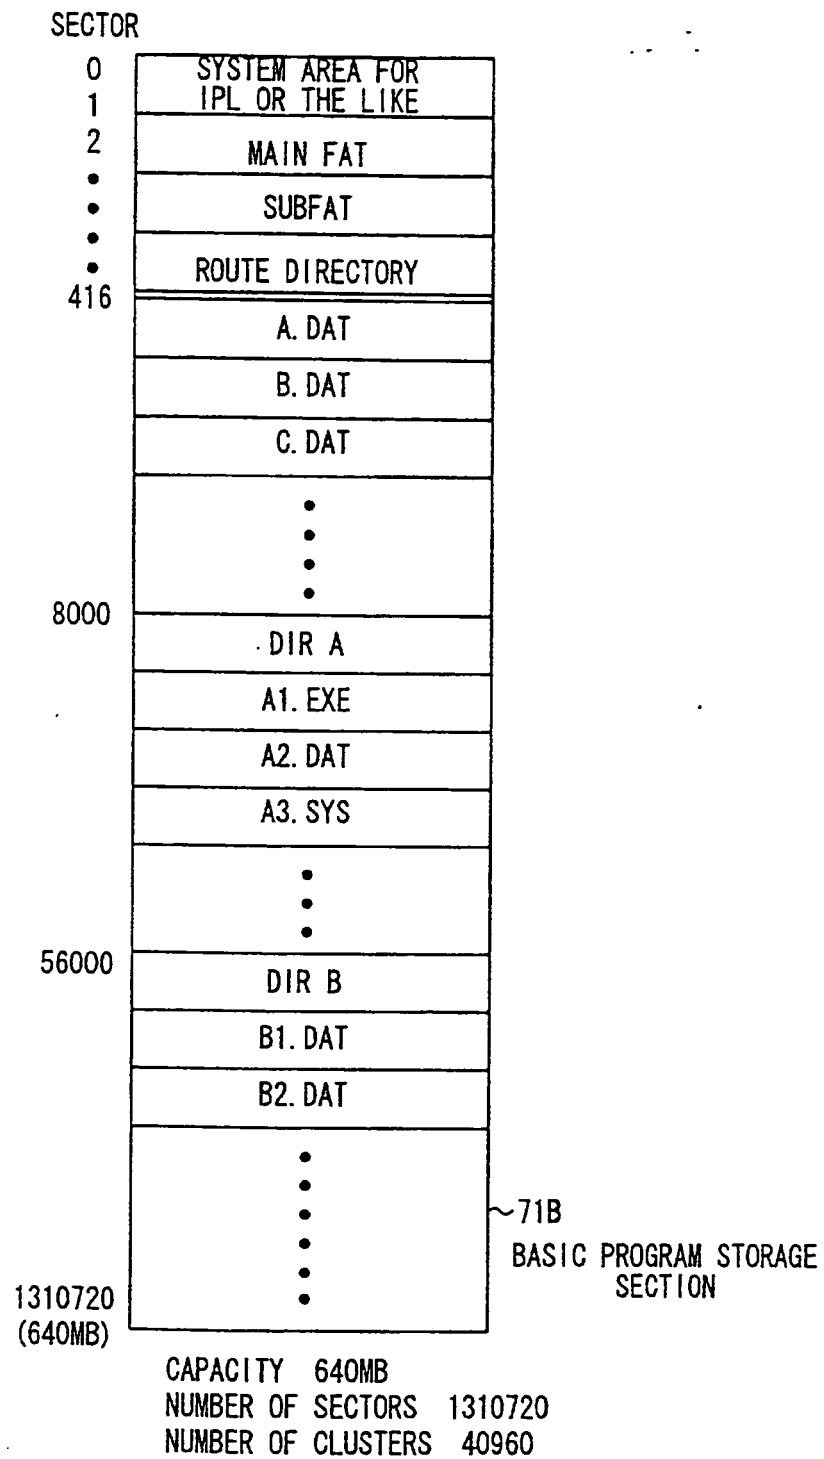 SECTOR
0
SYSTEM AREA FOR
1
IPL OR THE LIKE
2
MAIN FAT
SUBFAT
ROUTE DIRECTORY
416
A.DAT
B.DAT
C.DAT
8000
DIR A
A1.EXE
A2.DAT
A3.SYS
56000
DIR B
B1.DAT
B2.DAT
71B
BASIC PROGRAM STORAGE
SECTION
1310720
(640MB)
CAPACITY 640MB
NUMBER OF SECTORS 1310720
NUMBER OF CLUSTERS 40960